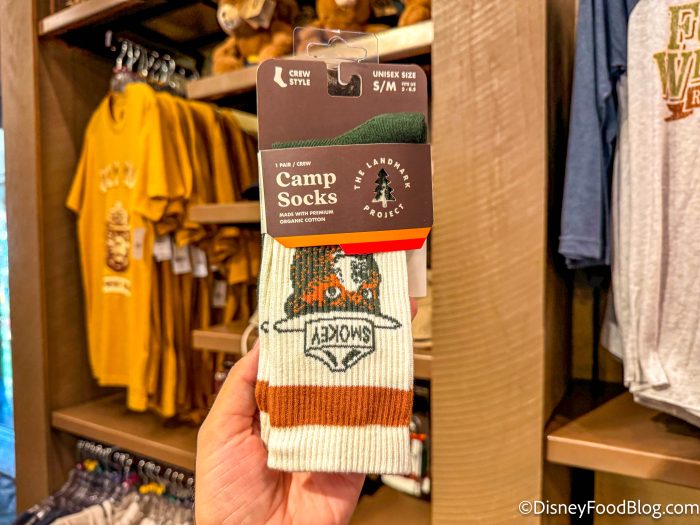 CREW
STYLE
UNISEX SIZE
S/M
1 PAIR / CREW
Camp
Socks
MADE WITH PREMIUM
ORGANIC COTTON
THE LANDMARK
PROJECT
SMOKEY
©DisneyFoodBlog.com